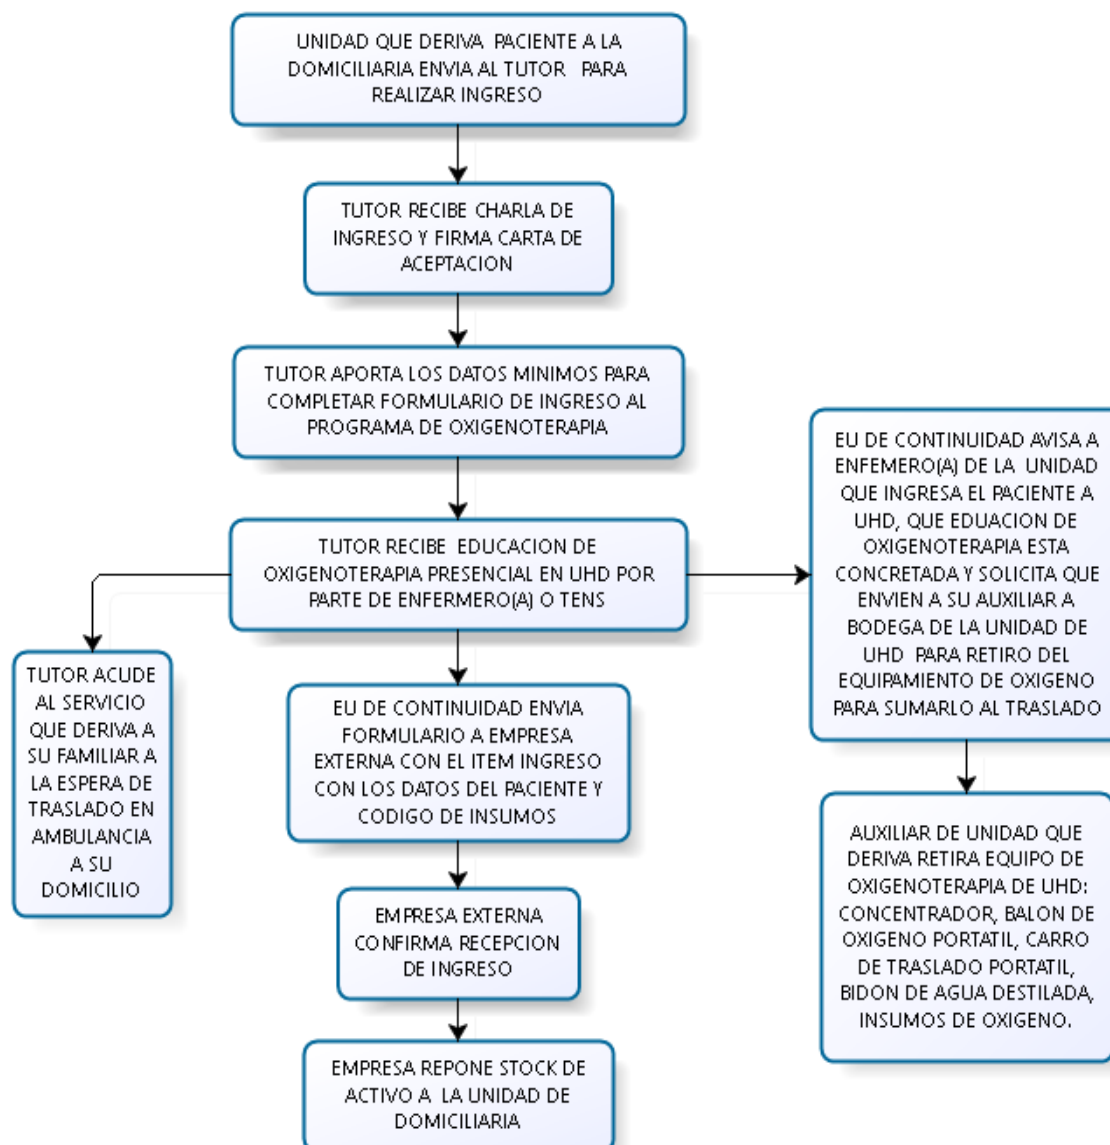 UNIDAD QUE DERIVA PACIENTE A LA
DOMICILIARIA ENVIA AL TUTOR PARA
REALIZAR INGRESO
TUTOR RECIBE CHARLA DE
INGRESO Y FIRMA CARTA DE
ACEPTACION
TUTOR APORTA LOS DATOS MINIMOS PARA
COMPLETAR FORMULARIO DE INGRESO AL
PROGRAMA DE OXIGENOTERAPIA
TUTOR RECIBE EDUCACION DE
OXIGENOTERAPIA PRESENCIAL EN UHD POR
PARTE DE ENFERMERO(A) O TENS
TUTOR ACUDE
AL SERVICIO
QUE DERIVA A
SU FAMILIAR A
LA ESPERA DE
TRASLADO EN
AMBULANCIA
A SU
DOMICILIO
EU DE CONTINUIDAD ENVIA
FORMULARIO A EMPRESA
EXTERNA CON EL ITEM INGRESO
CON LOS DATOS DEL PACIENTE Y
CODIGO DE INSUMOS
EMPRESA EXTERNA
CONFIRMA RECEPCION
DE INGRESO
EMPRESA REPONE STOCK DE
ACTIVO A LA UNIDAD DE
DOMICILIARIA
EU DE CONTINUIDAD AVISA A
ENFEMERO(A) DE LA UNIDAD
QUE INGRESA EL PACIENTE A
UHD, QUE EDUACION DE
OXIGENOTERAPIA ESTA
CONCRETADA Y SOLICITA QUE
ENVIEN A SU AUXILIAR A
BODEGA DE LA UNIDAD DE
UHD PARA RETIRO DEL
EQUIPAMIENTO DE OXIGENO
PARA SUMARLO AL TRASLADO
AUXILIAR DE UNIDAD QUE
DERIVA RETIRA EQUIPO DE
OXIGENOTERAPIA DE UHD:
CONCENTRADOR, BALON DE
OXIGENO PORTATIL, CARRO
DE TRASLADO PORTATIL,
BIDON DE AGUA DESTILADA,
INSUMOS DE OXIGENO.